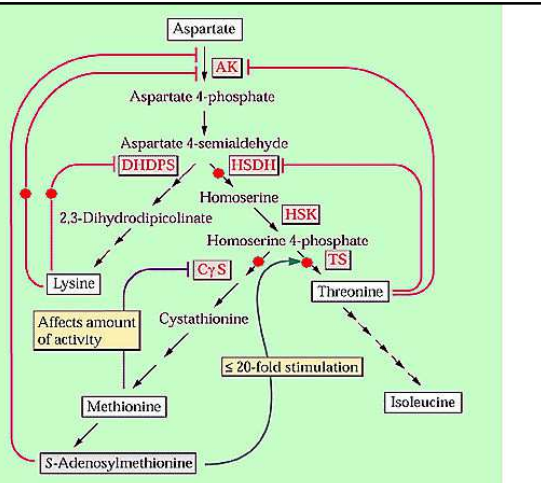 Aspartate
AK
Aspartate 4-phosphate
Aspartate 4-semialdehyde
DHDPS
HSDH
Homoserine
2,3-Dihydrodipicolinate
HSK
Homoserine 4-phosphate
CγS
TS
Lysine
Threonine
Affects amount
of activity
Cystathionine
≤ 20-fold stimulation
Methionine
Isoleucine
S-Adenosylmethionine